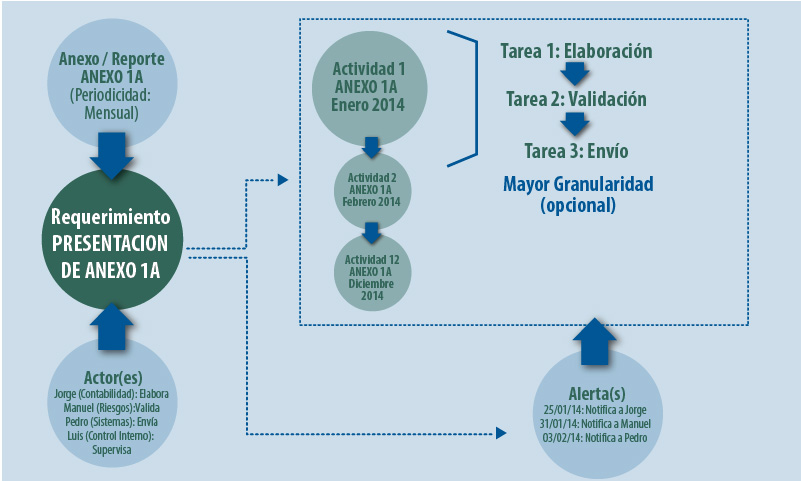 Anexo / Reporte
ANEXO 1A
(Periodicidad:
Mensual)
Requerimiento
PRESENTACION
DE ANEXO 1A
Actor(es)
Jorge (Contabilidad): Elabora
Manuel (Riesgos):Valida
Pedro (Sistemas): Envía
Luis (Control Interno):
Supervisa
Actividad 1
ANEXO 1A
Enero 2014
Actividad 2
ANEXO 1A
Febrero 2014
Actividad 12
ANEXO 1A
Diciembre
2014
Tarea 1: Elaboración
Tarea 2: Validación
Tarea 3: Envío
Mayor Granularidad
(opcional)
Alerta(s)
25/01/14: Notifica a Jorge
31/01/14: Notifica a Manuel
03/02/14: Notifica a Pedro